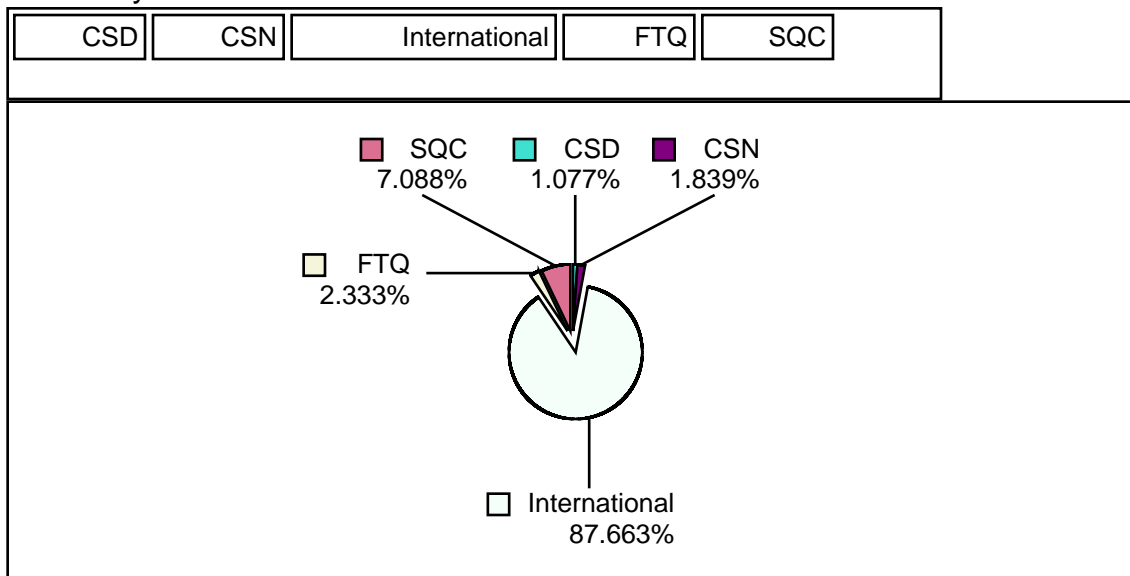 CSD CSN International FTQ SQC
SQC CSD CSN
7.088% 1.077% 1.839%
FTQ
2.333%
International
87.663%